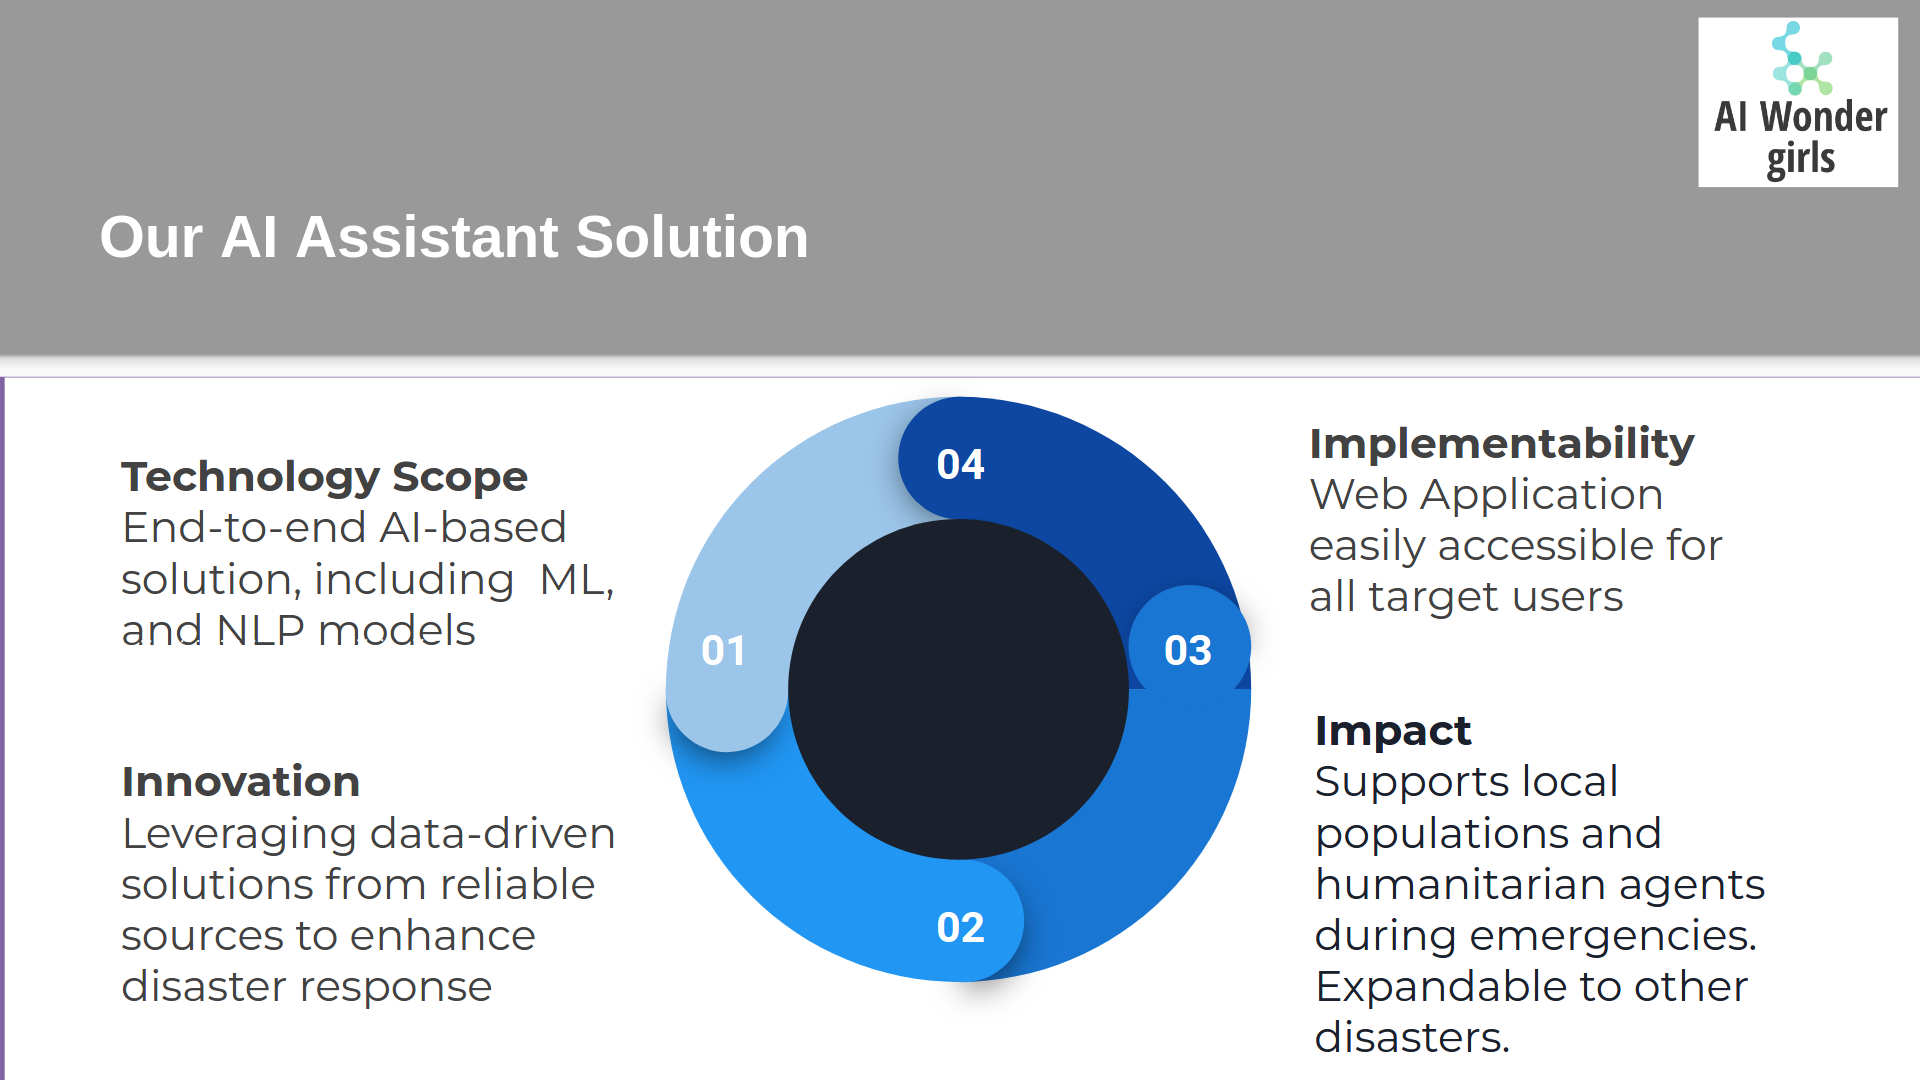 AI Wonder
girls
Our AI Assistant Solution
Technology Scope
End-to-end AI-based
solution, including  ML,
and NLP models
Innovation
Leveraging data-driven
solutions from reliable
sources to enhance
disaster response
04
01
03
02
Implementability
Web Application
easily accessible for
all target users
Impact
Supports local
populations and
humanitarian agents
during emergencies.
Expandable to other
disasters.